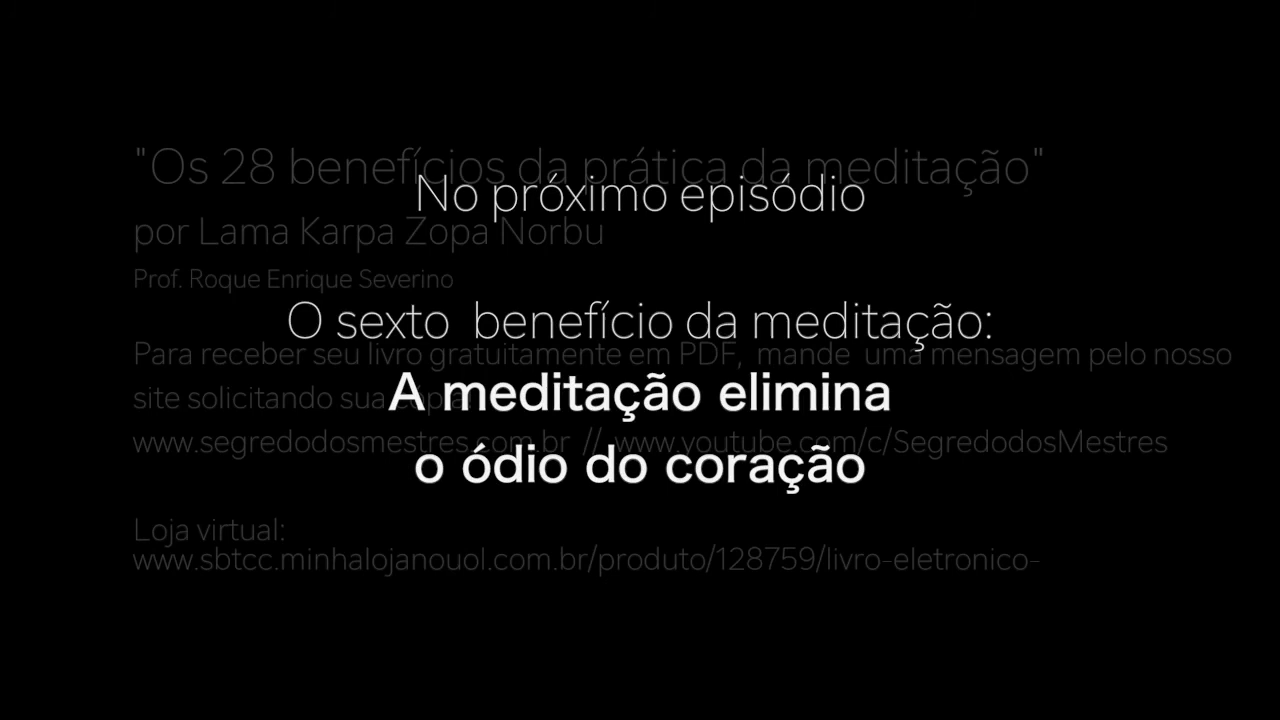 "Os 28 benefícios da prática da meditação"
No próximo episódio
por Lama Karpa Zopa Norbu
Prof. Roque Enrique Severino
O sexto benefício da meditação:
Para receber seu livro gratuitamente em PDF, mande uma mensagem pelo nosso
A meditação elimina
site solicitando sua cópia
www.segredodosmestres.com.br // www.youtube.com/c/SegredodosMestres
o ódio do coração
Loja virtual:
www.sbtcc.minhalojanouol.com.br/produto/128759/livro-eletronico-